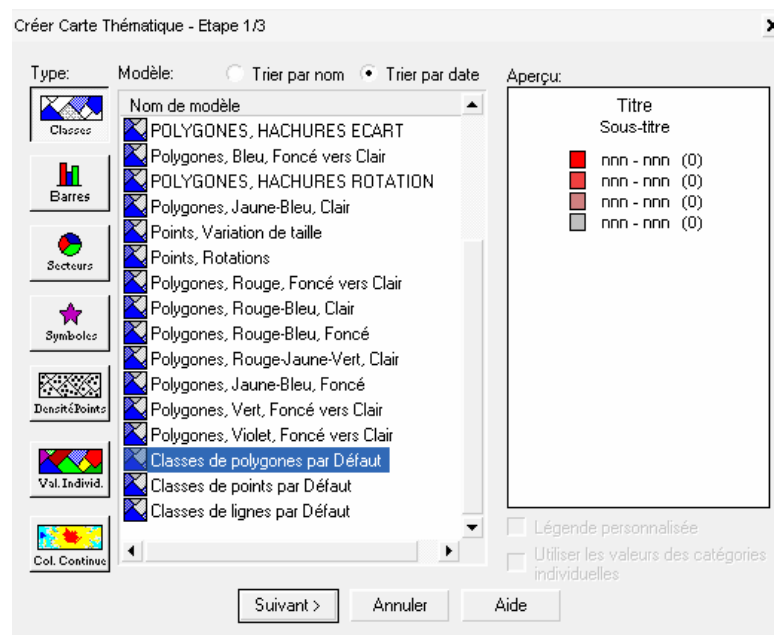 Créer Carte Thématique - Etape 1/3
Type:
Modèle:
Trier par nom
Trier par date
Aperçu:
Classes
Barres
Secteurs
Symboles
DensitéPoints
Val.Individ.
Col. Continue
Nom de modèle
POLYGONES, HACHURES ECART
Polygones, Bleu, Foncé vers Clair
POLYGONES, HACHURES ROTATION
Polygones, Jaune-Bleu, Clair
Points, Variation de taille
Points, Rotations
Polygones, Rouge, Foncé vers Clair
Polygones, Rouge-Bleu, Clair
Polygones, Rouge-Bleu, Foncé
Polygones, Rouge-Jaune-Vert, Clair
Polygones, Jaune-Bleu, Foncé
Polygones, Vert, Foncé vers Clair
Polygones, Violet, Foncé vers Clair
Classes de polygones par Défaut
Classes de points par Défaut
Classes de lignes par Défaut
Titre
Sous-titre
nnn - nnn (0)
nnn - nnn (0)
nnn - nnn (0)
nnn - nnn (0)
Légende personnalisée
Utiliser les valeurs des catégories
individuelles
Suivant >
Annuler
Aide